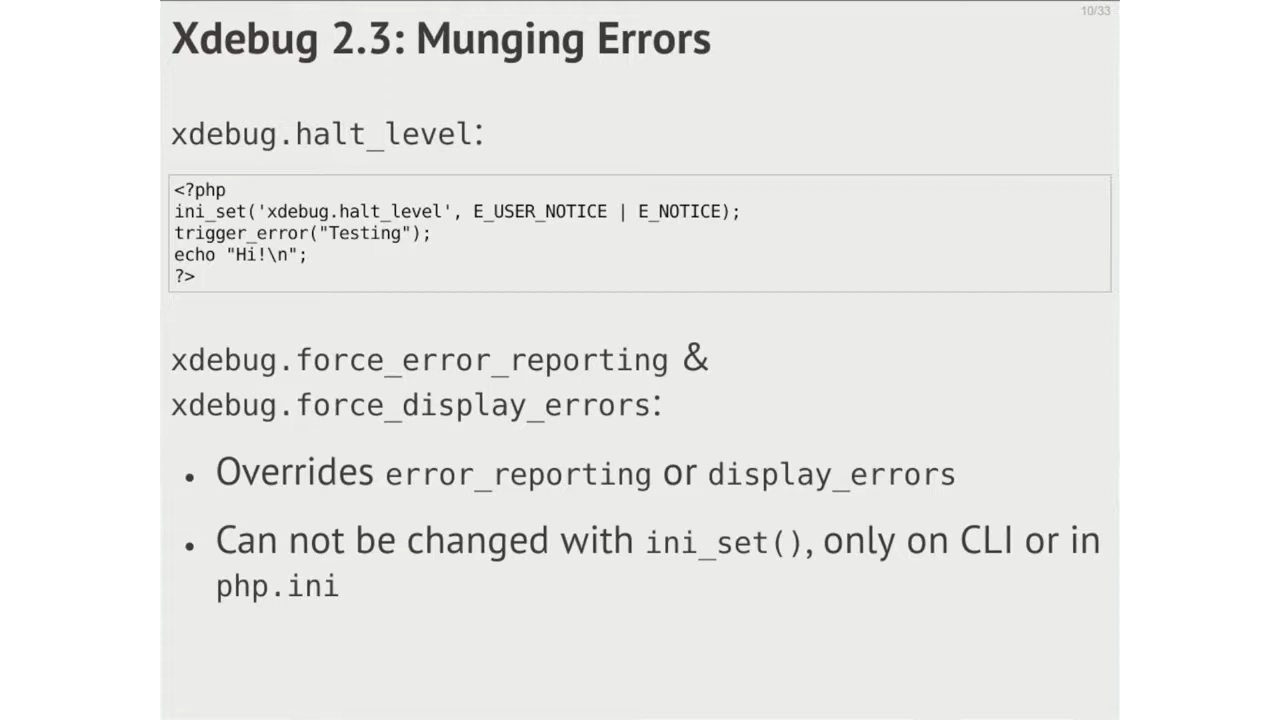 10/33
Xdebug 2.3: Munging Errors
xdebug.halt_level:
<?php
ini_set('xdebug.halt_level', E_USER_NOTICE | E_NOTICE);
trigger_error("Testing");
echo "Hi!\n";
?>
xdebug.force_error_reporting &
xdebug.force_display_errors:
• Overrides error_reporting or display_errors
• Can not be changed with ini_set(), only on CLI or in
php.ini